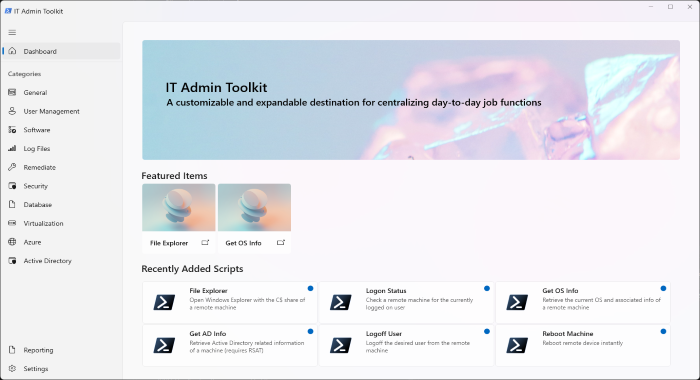 IT Admin Toolkit
Dashboard
Categories
General
User Management
Software
Log Files
Remediate
Security
Database
Virtualization
Azure
Active Directory
Reporting
Settings
IT Admin Toolkit
A customizable and expandable destination for centralizing day-to-day job functions
Featured Items
File Explorer
Get OS Info
Recently Added Scripts
File Explorer
Open Windows Explorer with the C$ share of
a remote machine
Logon Status
Check a remote machine for the currently
logged on user
Get OS Info
Retrieve the current OS and associated info of
a remote machine
Get AD Info
Retrieve Active Directory related information
of a machine (requires RSAT)
Logoff User
Logoff the desired user from the remote
machine
Reboot Machine
Reboot remote device instantly